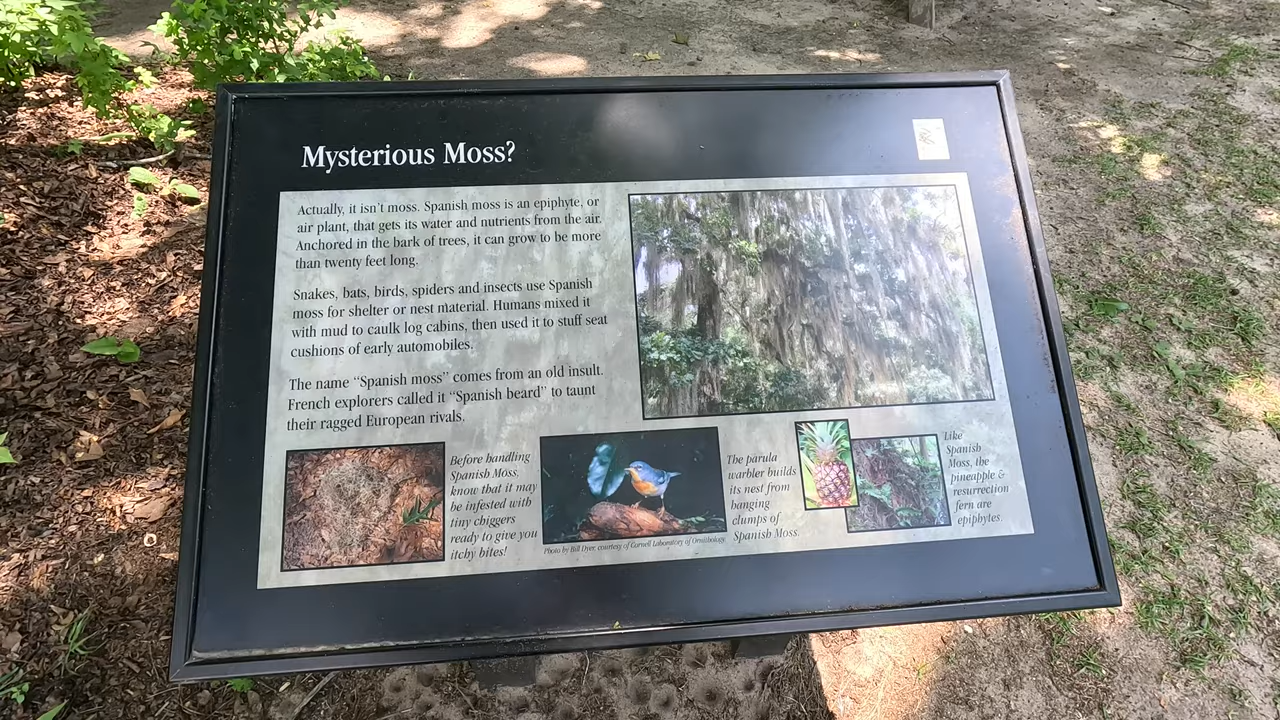 Mysterious Moss?
Actually, it isn't moss. Spanish moss is an epiphyte, or
air plant, that gets its water and nutrients from the air.
Anchored in the bark of trees, it can grow to be more
than twenty feet long.
Snakes, bats, birds, spiders and insects use Spanish
moss for shelter or nest material. Humans mixed it
with mud to caulk log cabins, then used it to stuff seat
cushions of early automobiles.
The name “Spanish moss” comes from an old insult.
French explorers called it “Spanish beard” to taunt
their ragged European rivals.
Before handling
Spanish Moss,
know that it may
be infested with
tiny chiggers
ready to give you
itchy bites!
Photo by Bill Dyer, courtesy of Cornell Laboratory of Ornithology.
The parula
warbler builds
its nest from
hanging
clumps of
Spanish Moss.
Like
Spanish
Moss, the
pineapple &
resurrection
fern are
epiphytes.